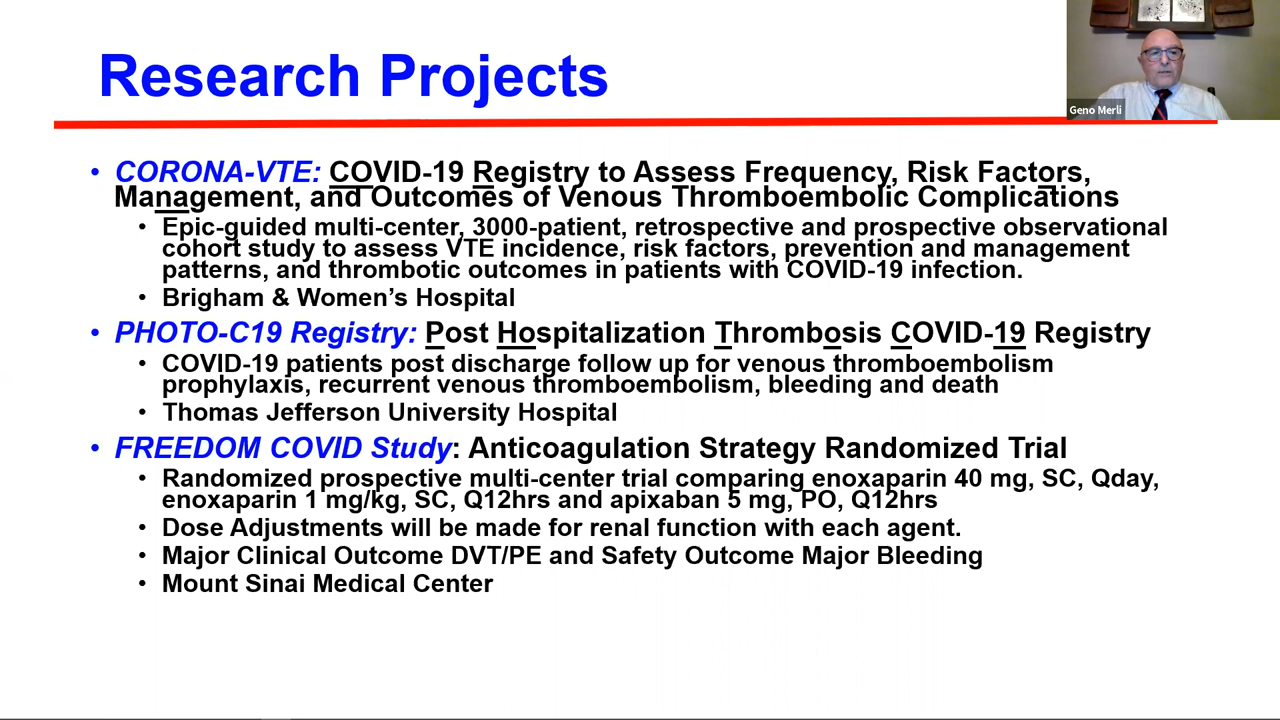 Research Projects
Geno Merli
• CORONA-VTE: COVID-19 Registry to Assess Frequency, Risk Factors,
Management, and Outcomes of Venous Thromboembolic Complications
• Epic-guided multi-center, 3000-patient, retrospective and prospective observational
cohort study to assess VTE incidence, risk factors, prevention and management
patterns, and thrombotic outcomes in patients with COVID-19 infection.
• Brigham & Women’s Hospital
• PHOTO-C19 Registry: Post Hospitalization Thrombosis COVID-19 Registry
• COVID-19 patients post discharge follow up for venous thromboembolism
prophylaxis, recurrent venous thromboembolism, bleeding and death
• Thomas Jefferson University Hospital
• FREEDOM COVID Study: Anticoagulation Strategy Randomized Trial
• Randomized prospective multi-center trial comparing enoxaparin 40 mg, SC, Qday,
enoxaparin 1 mg/kg, SC, Q12hrs and apixaban 5 mg, PO, Q12hrs
• Dose Adjustments will be made for renal function with each agent.
• Major Clinical Outcome DVT/PE and Safety Outcome Major Bleeding
• Mount Sinai Medical Center